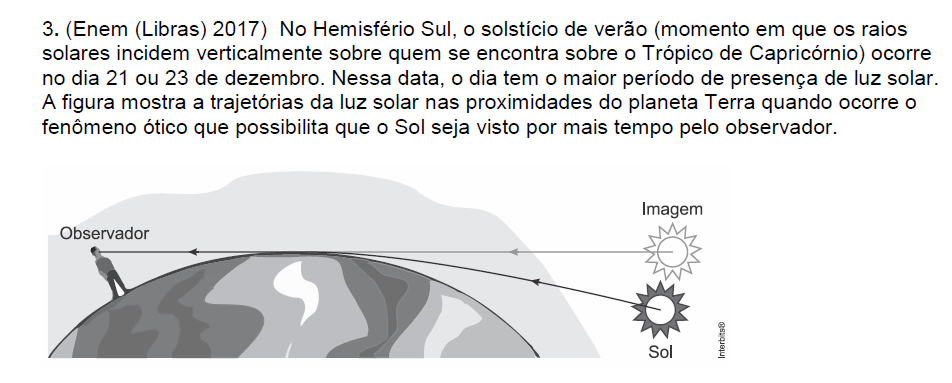 3. (Enem (Libras) 2017)  No Hemisfério Sul, o solstício de verão (momento em que os raios
solares incidem verticalmente sobre quem se encontra sobre o Trópico de Capricórnio) ocorre
no dia 21 ou 23 de dezembro. Nessa data, o dia tem o maior período de presença de luz solar.
A figura mostra a trajetórias da luz solar nas proximidades do planeta Terra quando ocorre o
fenômeno ótico que possibilita que o Sol seja visto por mais tempo pelo observador.
Imagem
Observador
Sol
Interbits®